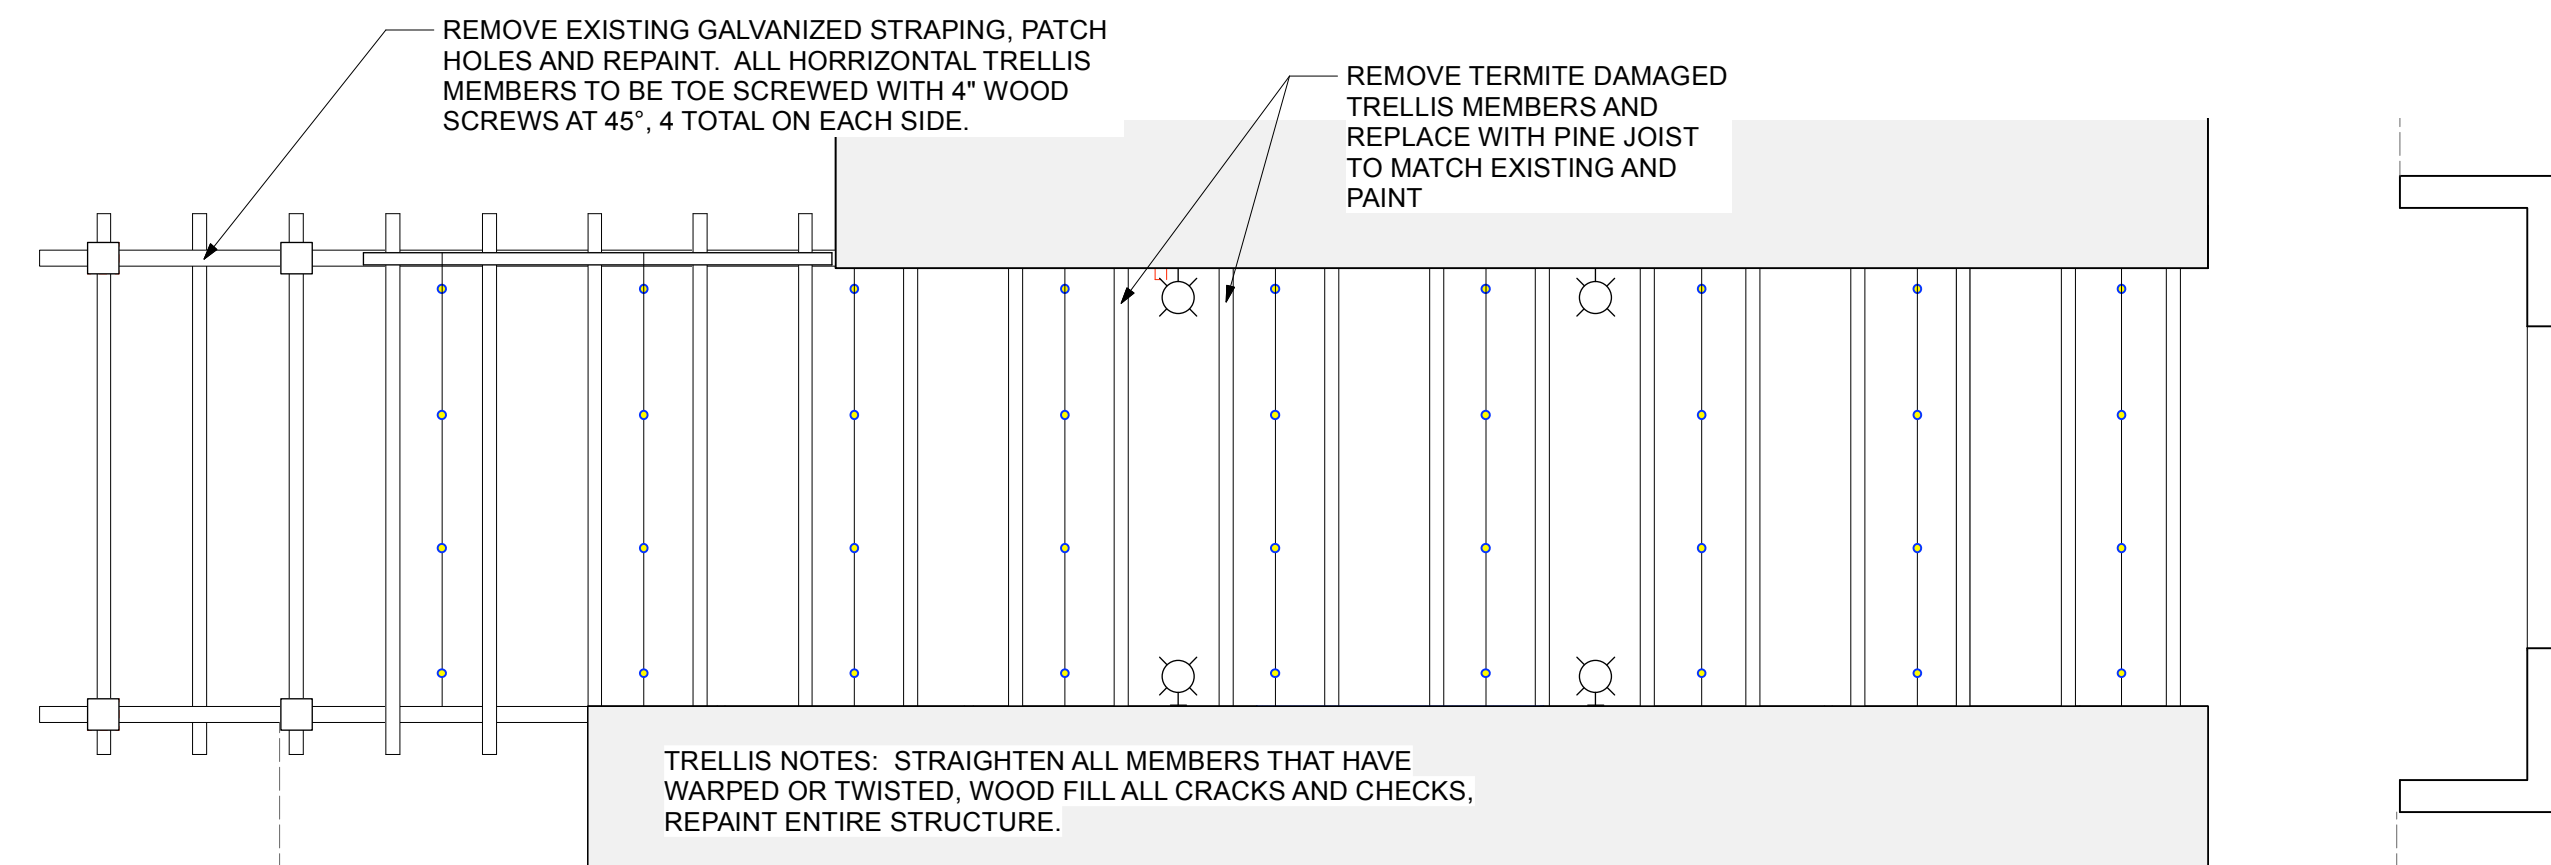 REMOVE EXISTING GALVANIZED STRAPING, PATCH
HOLES AND REPAINT.  ALL HORRIZONTAL TRELLIS
MEMBERS TO BE TOE SCREWED WITH 4" WOOD
SCREWS AT 45°, 4 TOTAL ON EACH SIDE.
REMOVE TERMITE DAMAGED
TRELLIS MEMBERS AND
REPLACE WITH PINE JOIST
TO MATCH EXISTING AND
PAINT
TRELLIS NOTES:  STRAIGHTEN ALL MEMBERS THAT HAVE
WARPED OR TWISTED, WOOD FILL ALL CRACKS AND CHECKS,
REPAINT ENTIRE STRUCTURE.